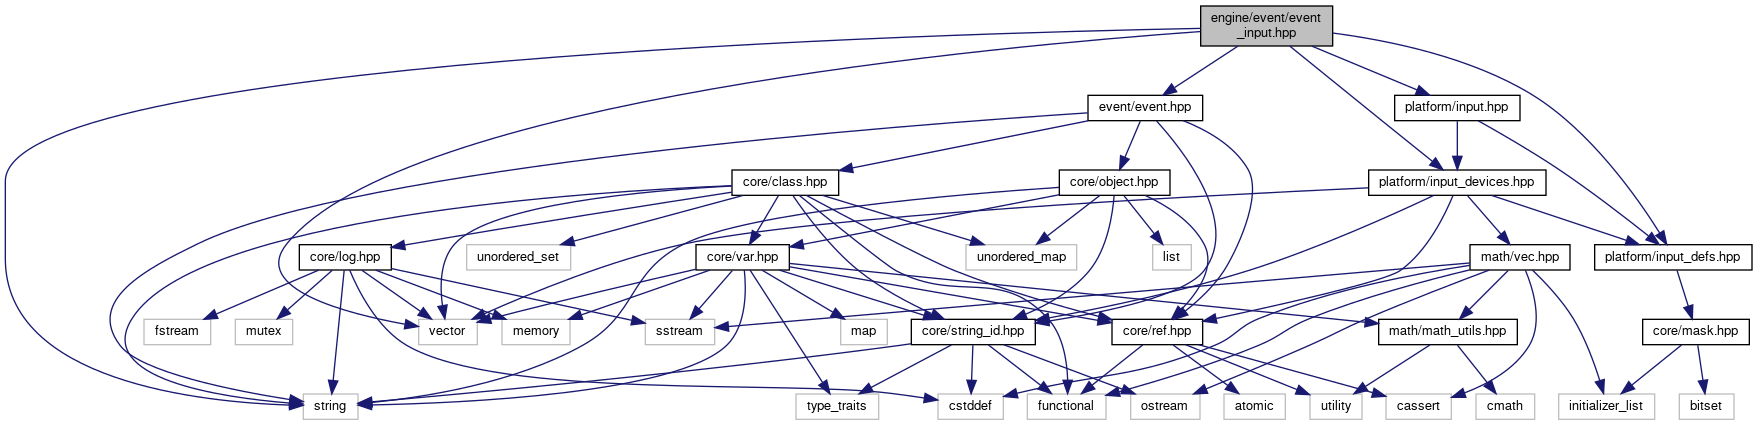 engine/event/event
_input.hpp
event/event.hpp
platform/input.hpp
core/class.hpp
core/object.hpp
platform/input_devices.hpp
core/log.hpp
unordered_set
core/var.hpp
unordered_map
list
math/vec.hpp
platform/input_defs.hpp
fstream
mutex
vector
memory
sstream
map
core/string_id.hpp
core/ref.hpp
math/math_utils.hpp
core/mask.hpp
string
type_traits
cstddef
functional
ostream
atomic
utility
cassert
cmath
initializer_list
bitset